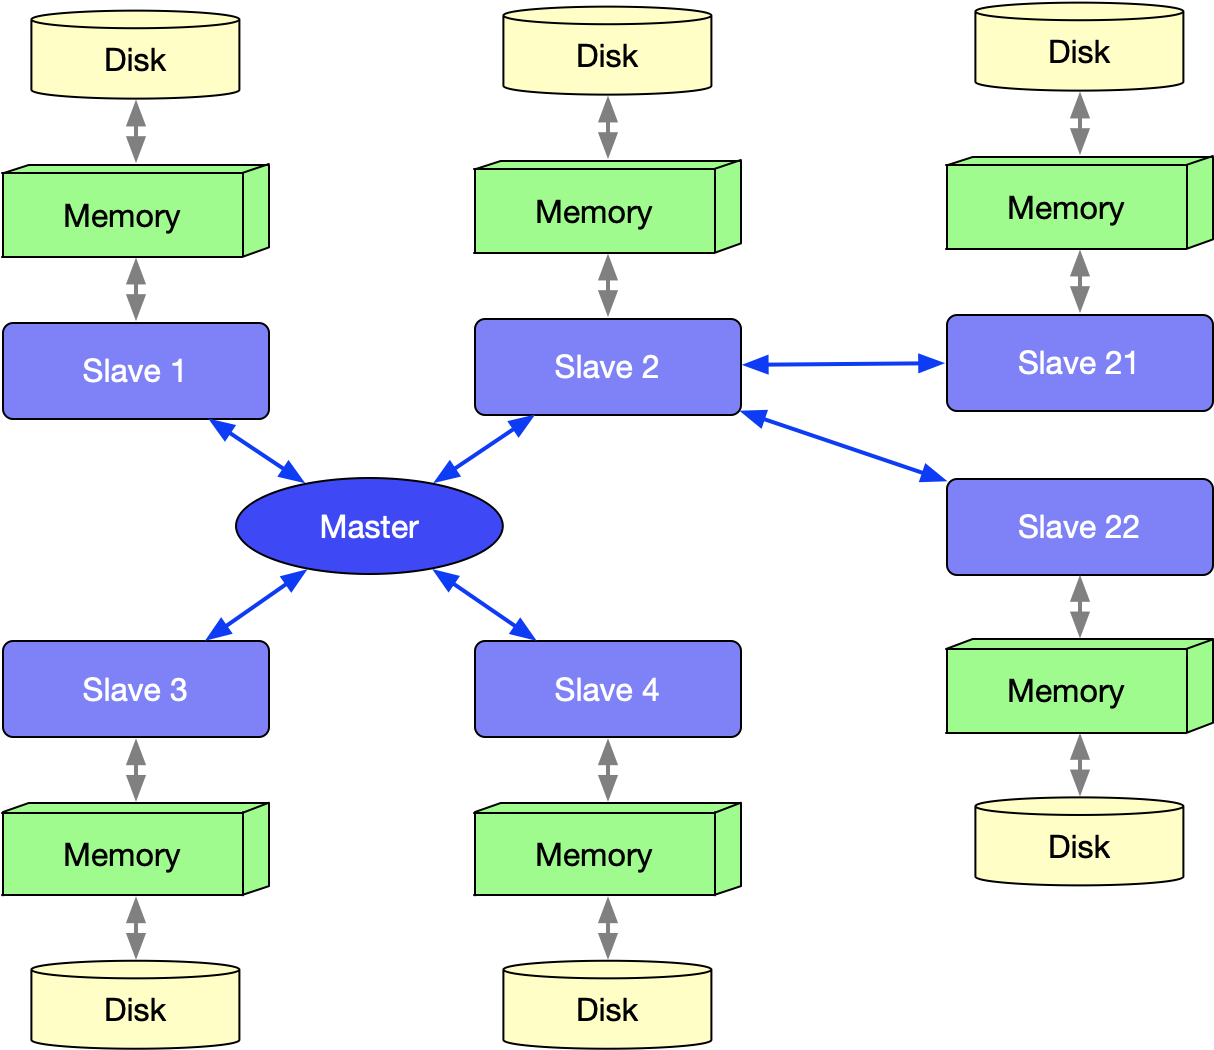 Disk
Disk
Disk
Memory
Memory
Memory
Slave 1
Slave 2
Slave 21
Master
Slave 22
Slave 3
Slave 4
Memory
Memory
Memory
Disk
Disk
Disk